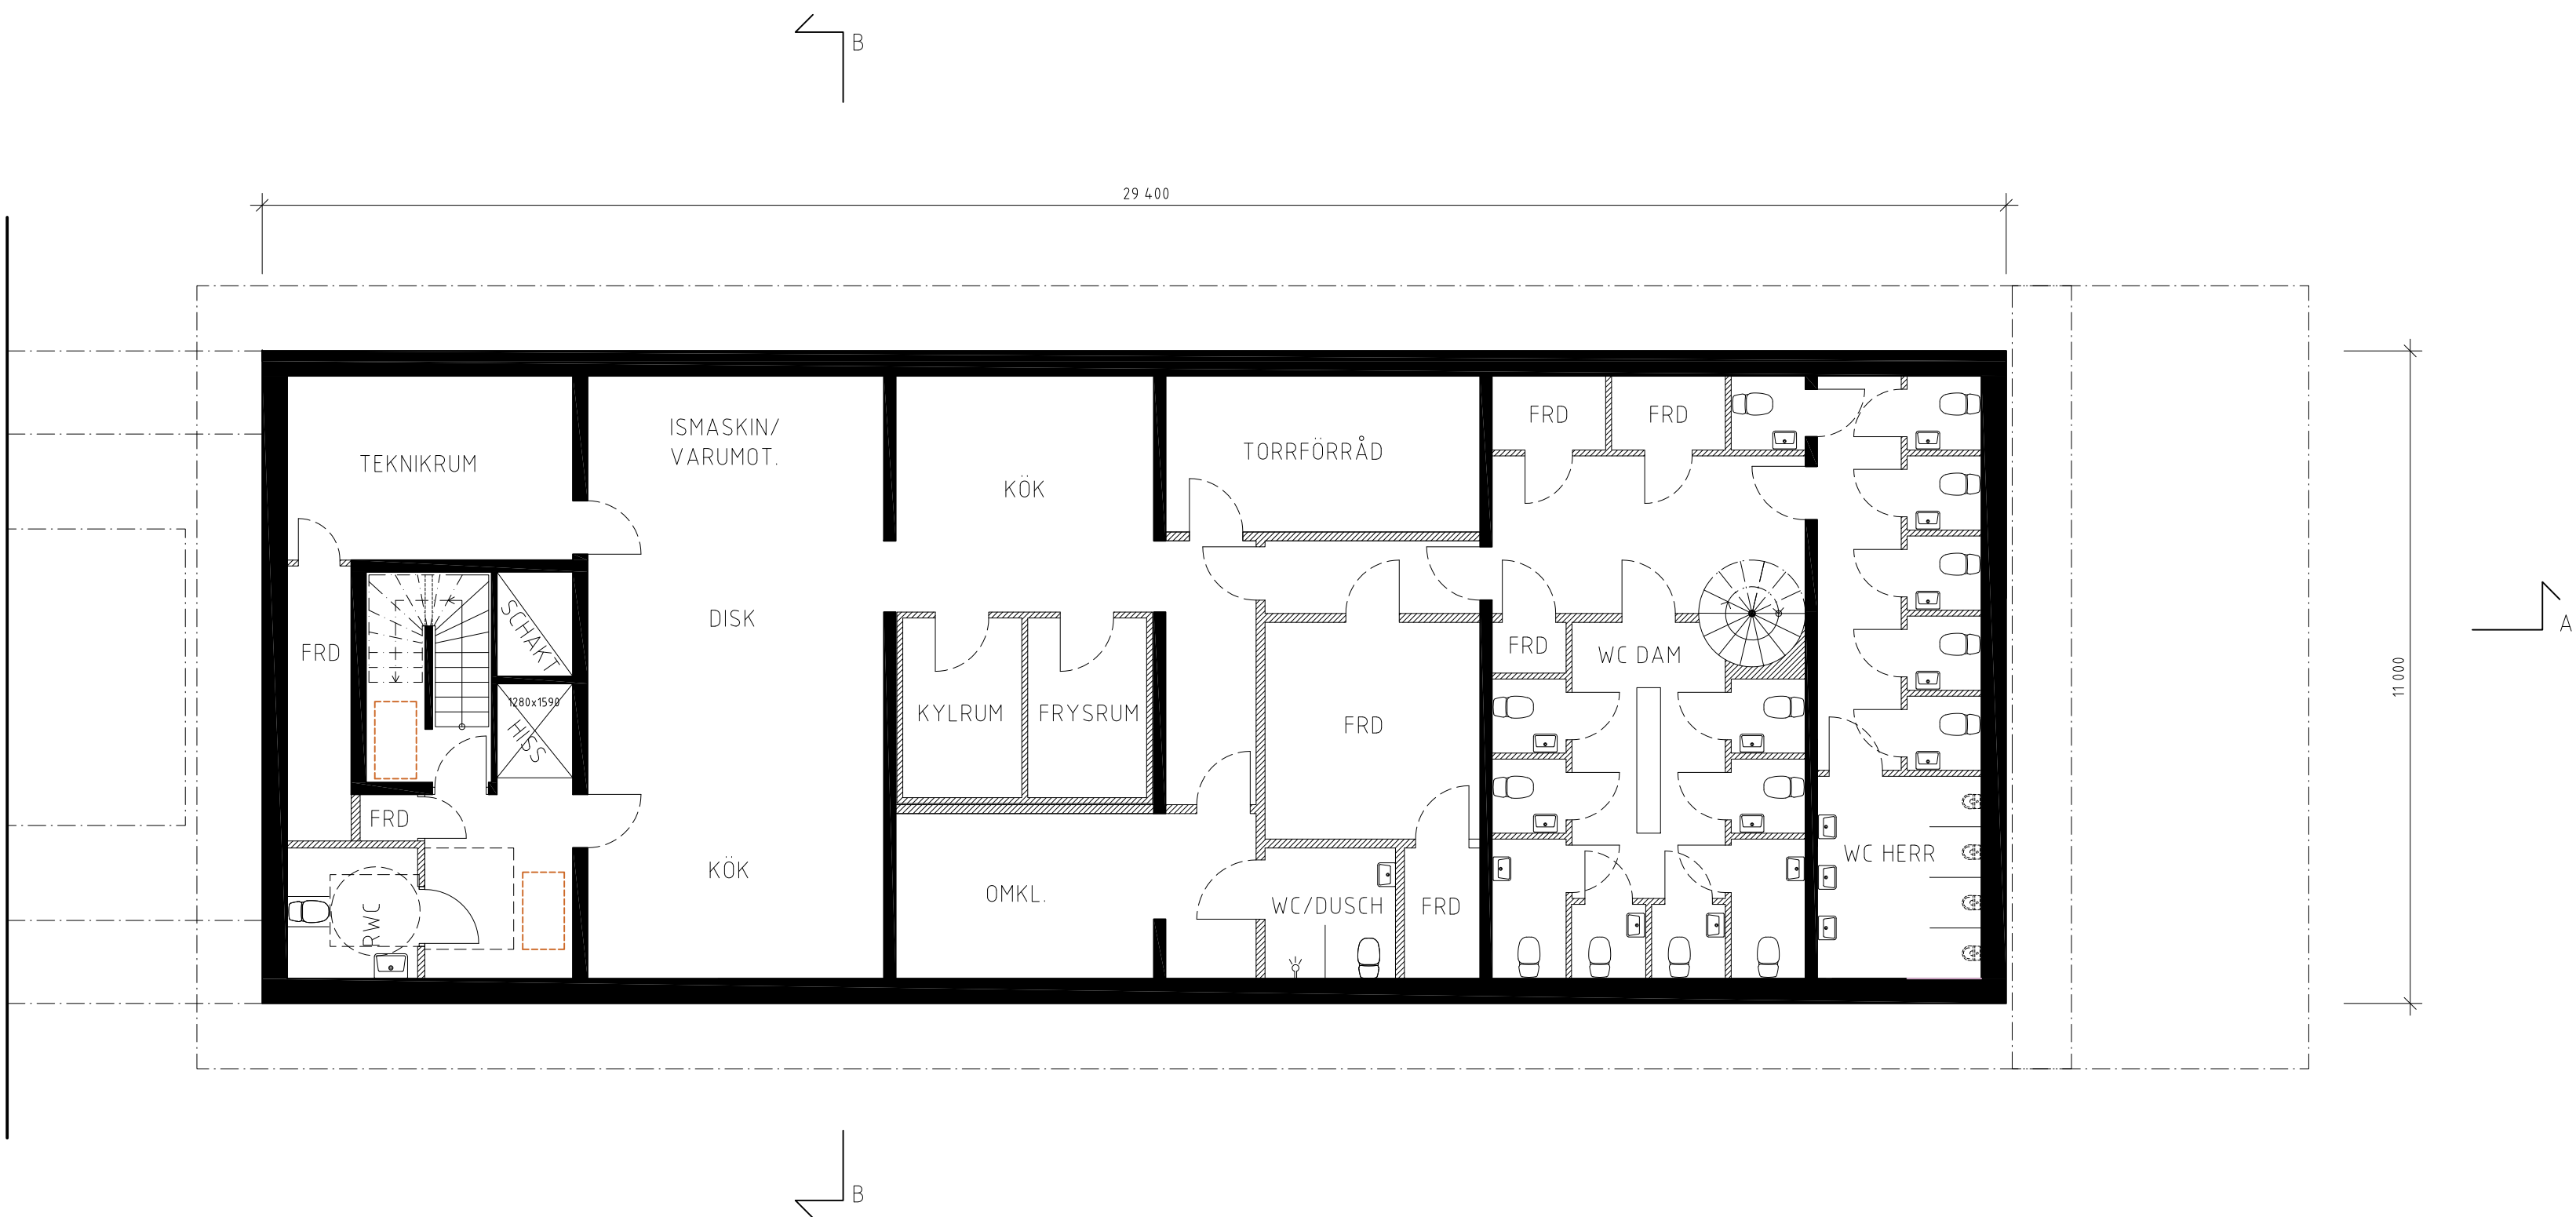 B
29 400
ISMASKIN/
VARUMOT.
TEKNIKRUM
KÖK
TORRFÖRRÅD
FRD
FRD
SCHAKT
DISK
FRD
FRD
WC DAM
A
11 000
1280x1590
HISS
KYLRUM
FRYSRUM
FRD
FRD
KÖK
OMKL.
WC/DUSCH
FRD
WC HERR
RWC
B